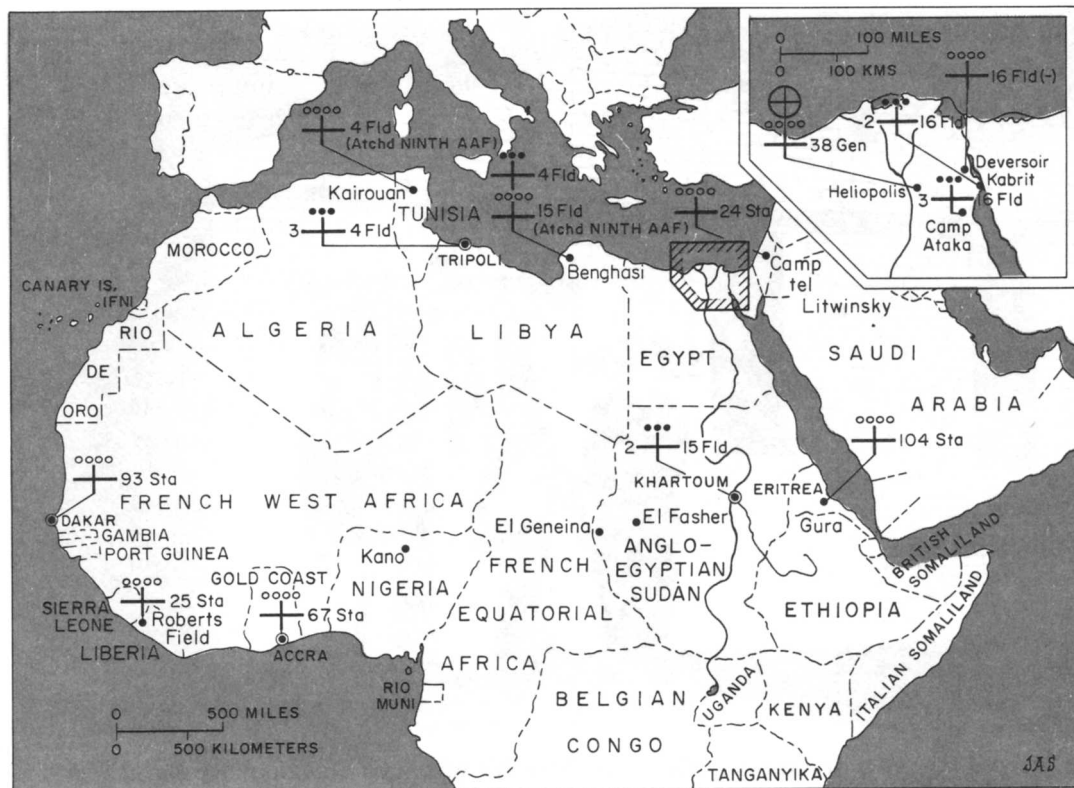 0 100 MILES
0 100 KMS
16 Fld (-)
2 16 Fld
38 Gen
Deversoir
Kabrit
Heliopolis
3 16 Fld
Camp
Ataka
4 Fld
(Atchd NINTH AAF)
4 Fld
Kairouan
TUNISIA
15 Fld
(Atchd NINTH AAF)
24 Sta
3 4 Fld
MOROCCO
TRIPOLI
Benghasi
Camp
tel
Litwinsky
CANARY IS.
IFNI
RIO
DE
ORO
ALGERIA
LIBYA
EGYPT
SAUDI
ARABIA
104 Sta
2 15 Fld
93 Sta
KHARTOUM
FRENCH WEST AFRICA
ERITREA
Gura
DAKAR
GAMBIA
PORT GUINEA
El Geneina
El Fasher
Kano
NIGERIA
FRENCH
EQUATORIAL
AFRICA
ANGLO-
EGYPTIAN
SUDAN
BRITISH
SOMALILAND
GOLD COAST
25 Sta
67 Sta
SIERRA
LEONE
Roberts
Field
LIBERIA
ACCRA
ETHIOPIA
ITALIAN SOMALILAND
RIO
MUNI
BELGIAN
CONGO
UGANDA
KENYA
TANGANYIKA
0 500 MILES
0 500 KILOMETERS
JAS